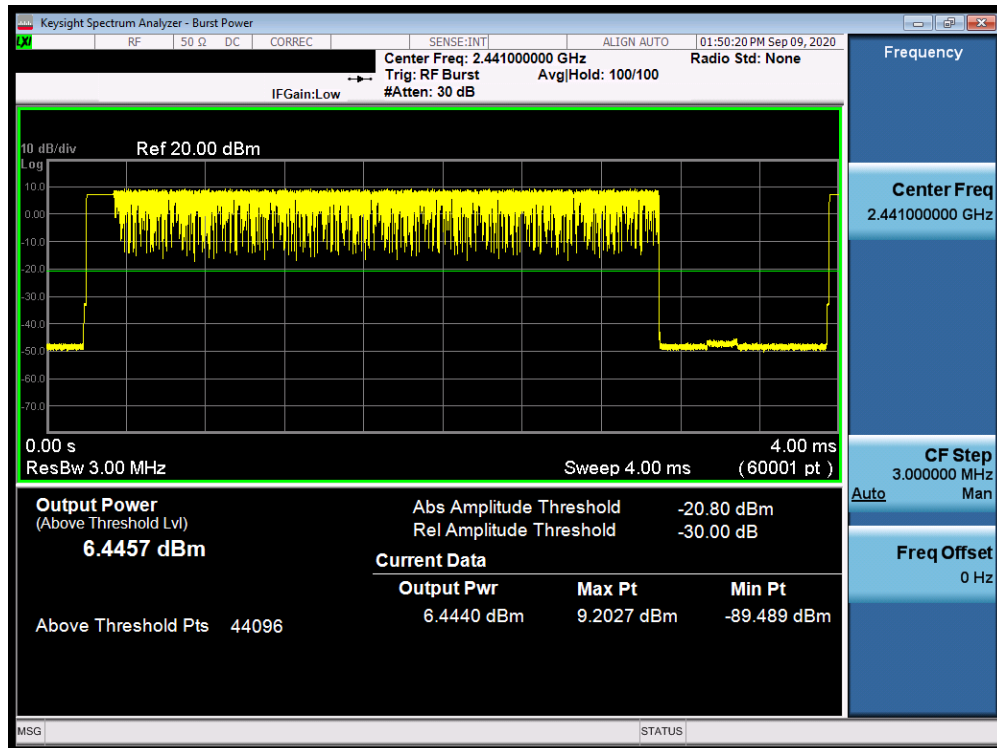 Keysight Spectrum Analyzer - Burst Power
LXI RF 50 Ω DC CORREC SENSE:INT ALIGN AUTO 01:50:20 PM Sep 09, 2020
Center Freq: 2.441000000 GHz Radio Std: None
Trig: RF Burst Avg|Hold: 100/100
IFGain:Low #Atten: 30 dB
Frequency
10 dB/div Ref 20.00 dBm
Log
10.0
0.00
-10.0
-20.0
-30.0
-40.0
-50.0
-60.0
-70.0
0.00 s 4.00 ms
ResBw 3.00 MHz Sweep 4.00 ms (60001 pt)
Center Freq
2.441000000 GHz
CF Step
3.000000 MHz
Auto Man
Freq Offset
0 Hz
Output Power
(Above Threshold Lvl)
6.4457 dBm
Above Threshold Pts 44096
Abs Amplitude Threshold -20.80 dBm
Rel Amplitude Threshold -30.00 dB
Current Data
Output Pwr Max Pt Min Pt
6.4440 dBm 9.2027 dBm -89.489 dBm
MSG STATUS